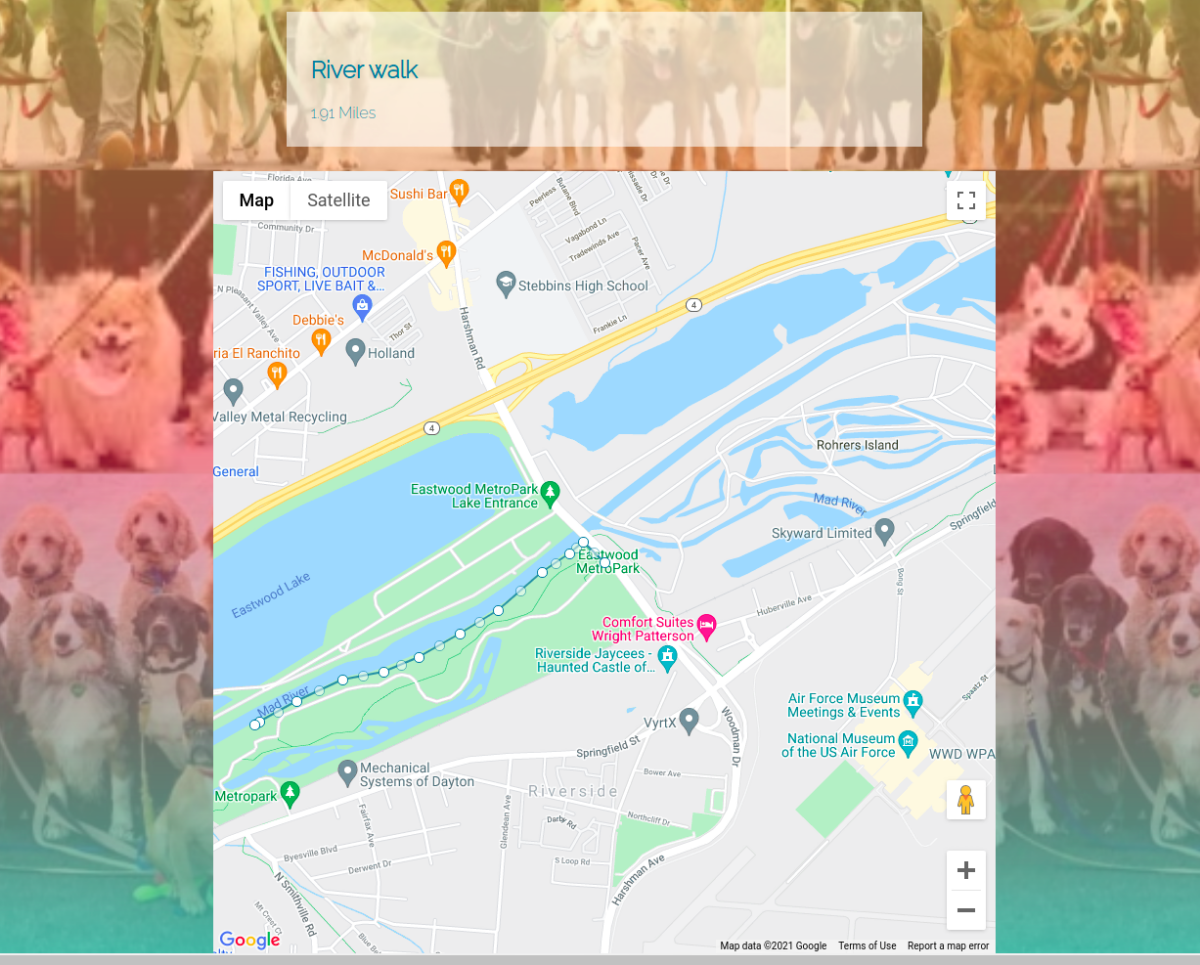 River walk
1.91 Miles
Map
Satellite
Florida Ave
Sushi Bar
Peerless
Butane Blvd
Community Dr
Vagabond Ln
Tradewinds Ave
Pacer Ave
McDonald's
FISHING, OUTDOOR
SPORT, LIVE BAIT &...
N Pleasant Valley Ave
Stebbins High School
4
Debbie's
Thor St
Frankie Ln
Harshman Rd
ria El Ranchito
Holland
Valley Metal Recycling
4
Rohrers Island
General
Eastwood MetroPark
Lake Entrance
Mad River
Springfield
Skyward Limited
Eastwood
MetroPark
Eastwood Lake
Bong St
Huberville Ave
Comfort Suites
Wright Patterson
Riverside Jaycees -
Haunted Castle of...
Mad River
Spaatz St
Air Force Museum
Meetings & Events
VyrtX
Woodman Dr
National Museum
of the US Air Force
WWD WPA
Springfield St
Mechanical
Systems of Dayton
Bower Ave
Metropark
Riverside
Fairfax Ave
Glendean Ave
Darby Rd
Northcliff Dr
Byesville Blvd
Derwent Dr
S Loop Rd
Harshman Ave
N Smithville Rd
Mt Crest Ct
Blue B
Google
lty
Map data ©2021 Google
Terms of Use
Report a map error